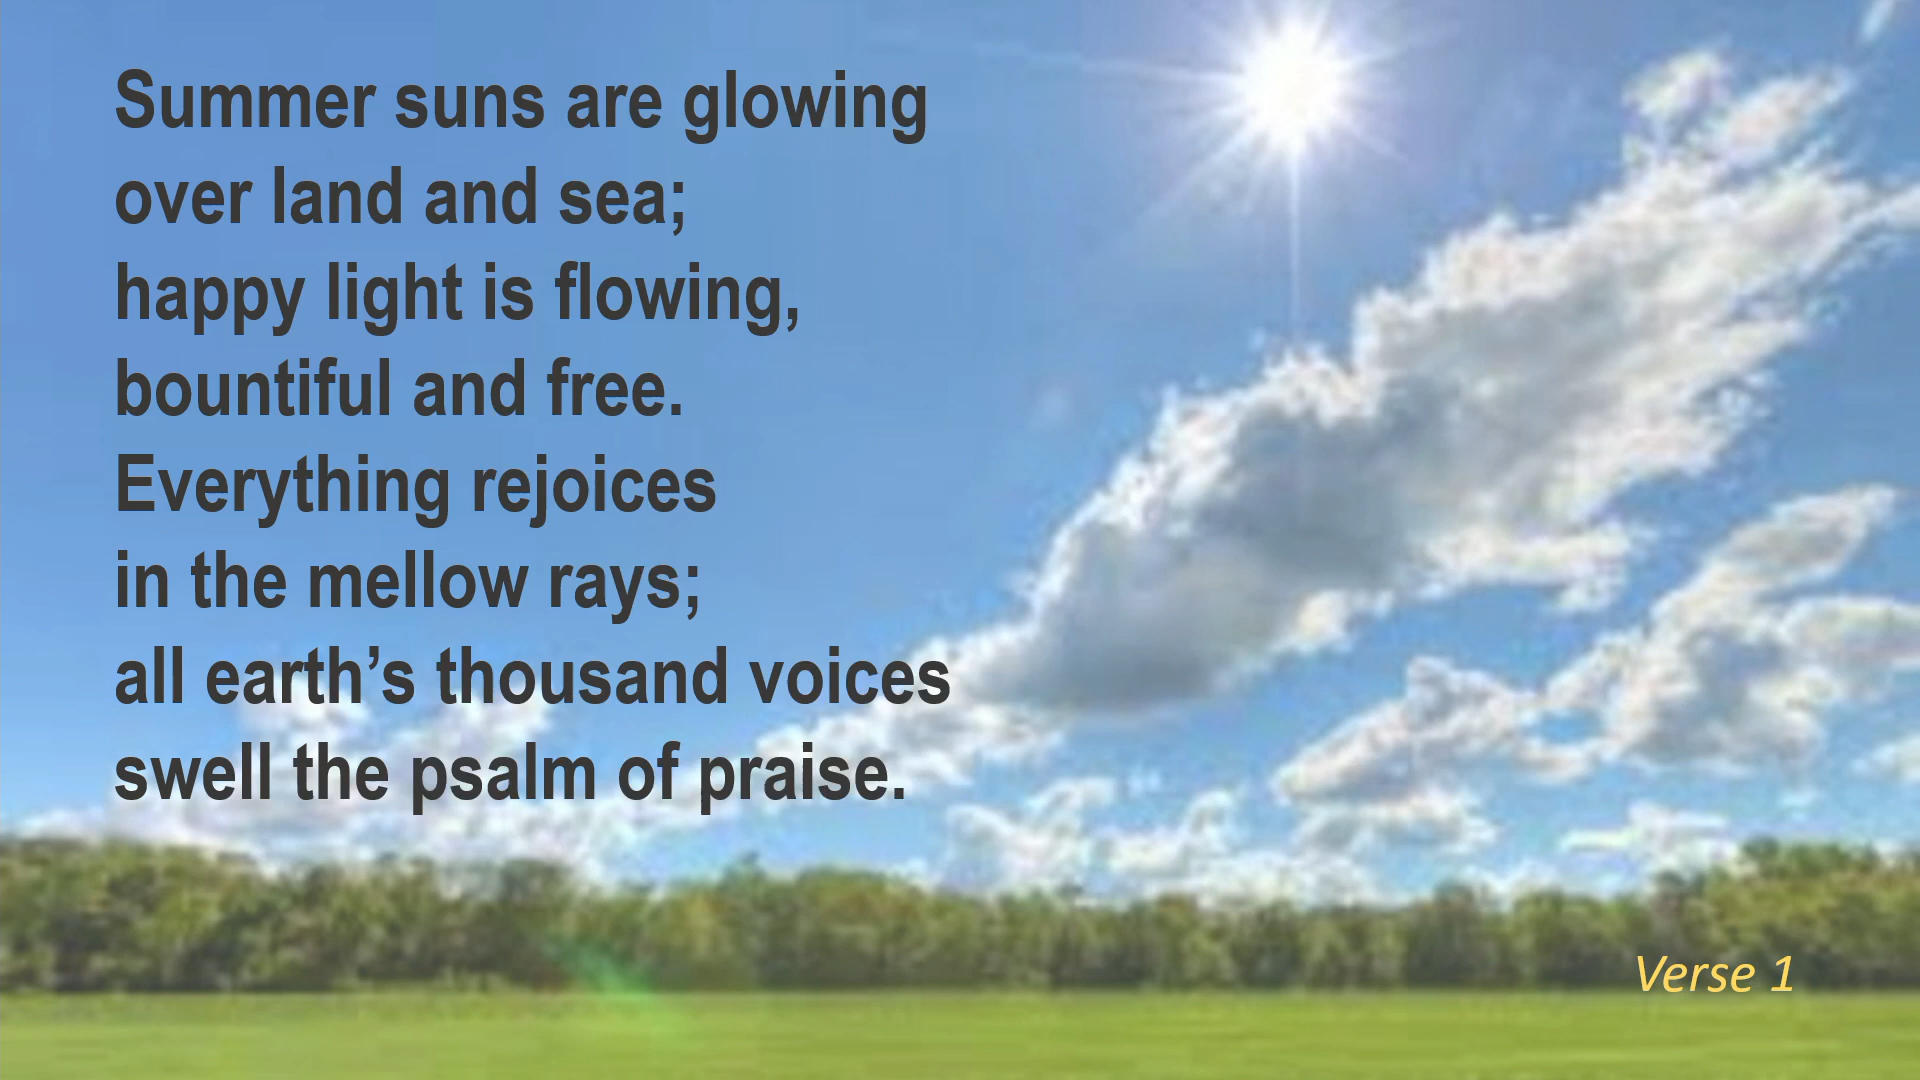 Summer suns are glowing
over land and sea;
happy light is flowing,
bountiful and free.
Everything rejoices
in the mellow rays;
all earth’s thousand voices
swell the psalm of praise.
Verse 1